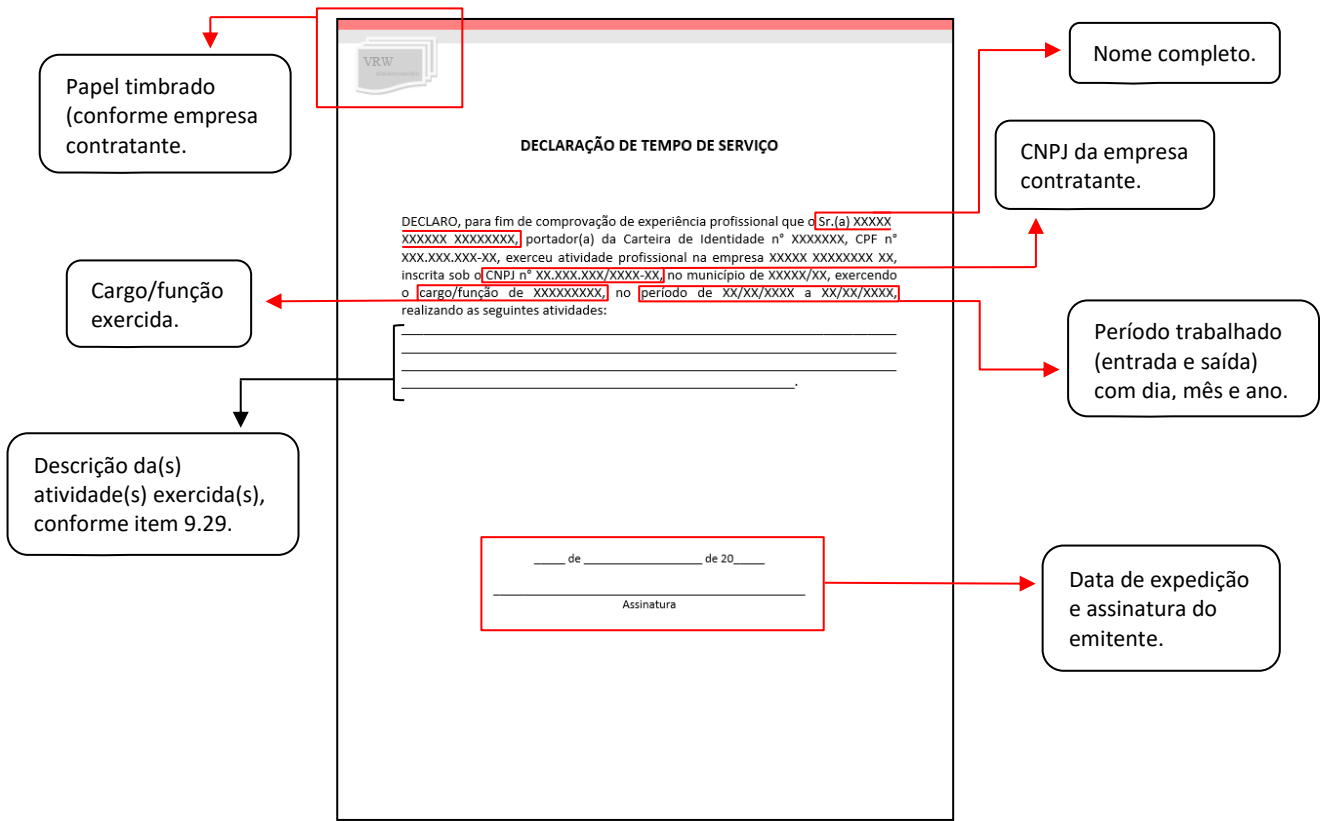 VRW
Papel timbrado
(conforme empresa
contratante.
Nome completo.
CNPJ da empresa
contratante.
DECLARAÇÃO DE TEMPO DE SERVIÇO
DECLARO, para fim de comprovação de experiência profissional que o Sr.(a) XXXXX
XXXXXX XXXXXXXX, portador(a) da Carteira de Identidade n° XXXXXXX, CPF n°
XXX.XXX.XXX-XX, exerceu atividade profissional na empresa XXXXX XXXXXXXX XX,
inscrita sob o CNPJ n° XX.XXX.XXX/XXXX-XX, no município de XXXXX/XX, exercendo
o cargo/função de XXXXXXXXX, no período de XX/XX/XXXX a XX/XX/XXXX,
realizando as seguintes atividades:
.
Cargo/função
exercida.
Período trabalhado
(entrada e saída)
com dia, mês e ano.
Descrição da(s)
atividade(s) exercida(s),
conforme item 9.29.
_____ de ___________________ de 20_____
Assinatura
Data de expedição
e assinatura do
emitente.